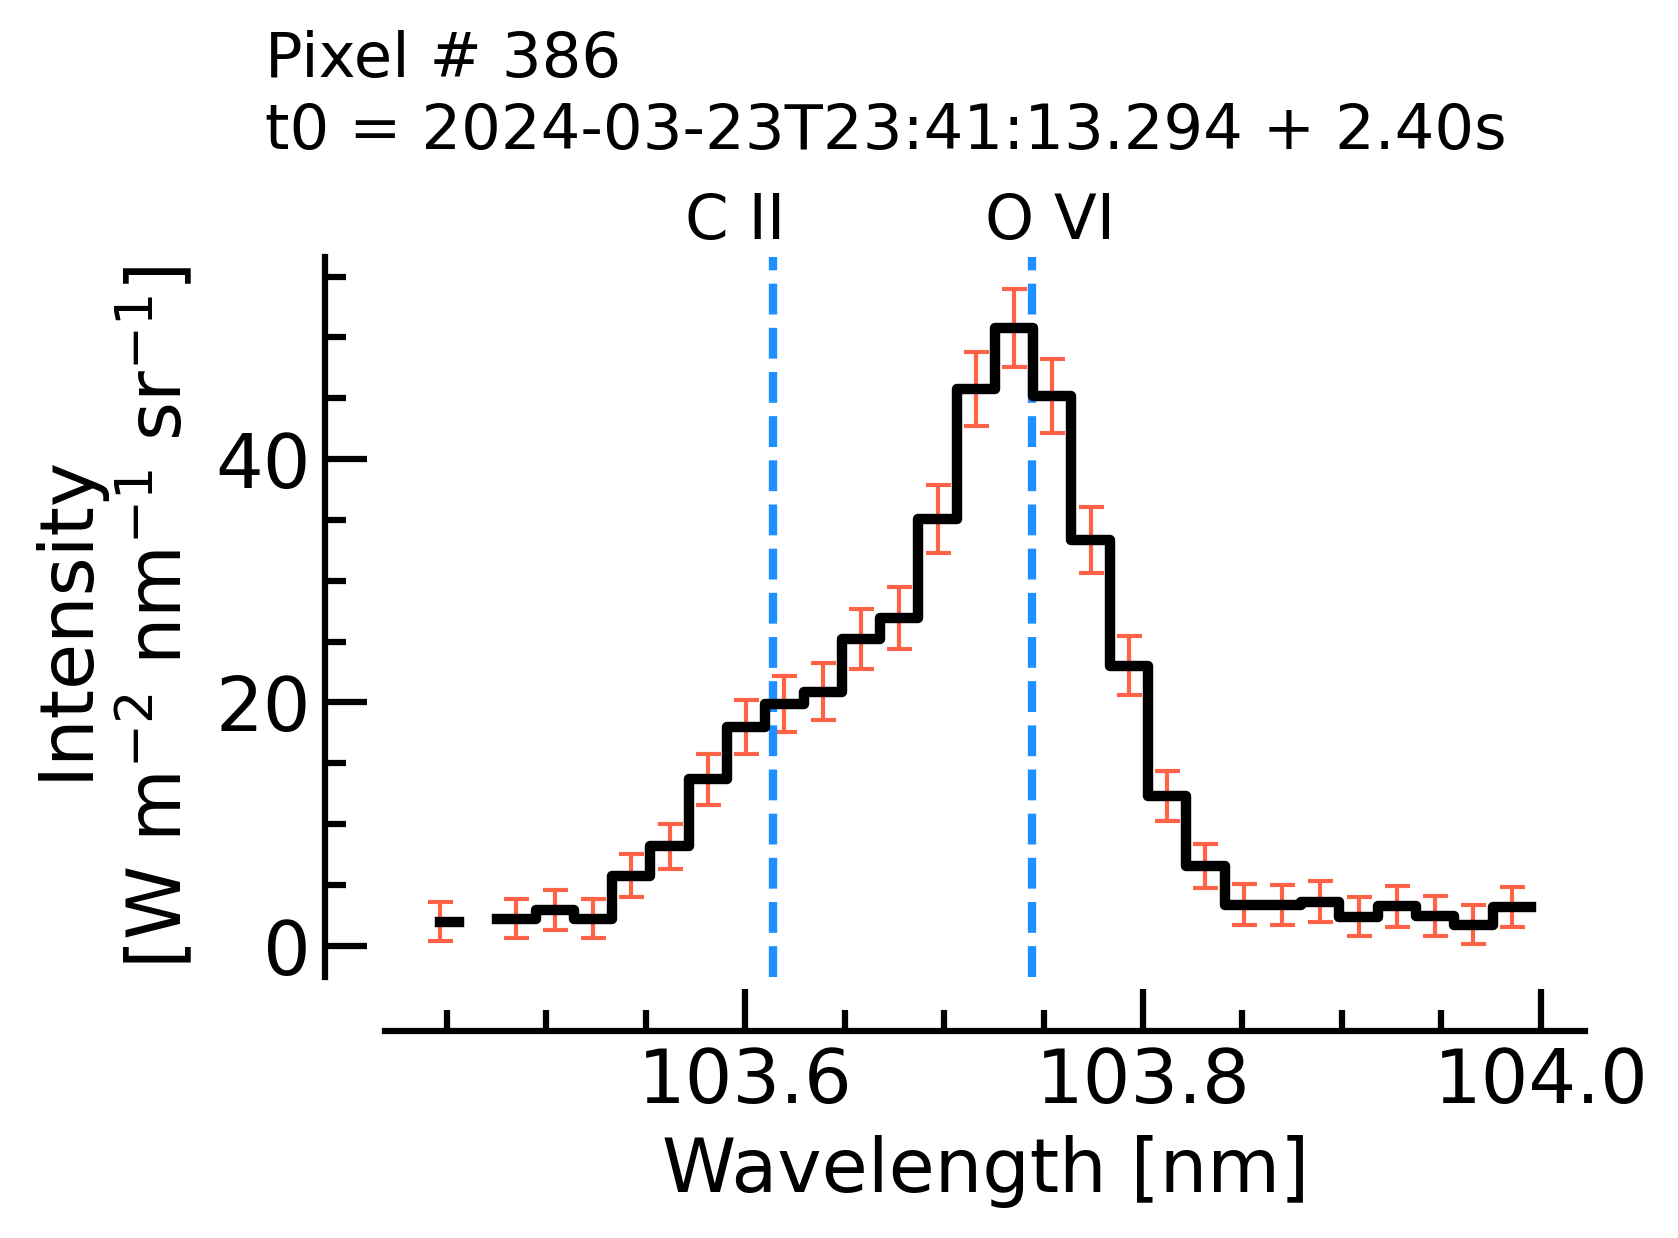 Pixel # 386
t0 = 2024-03-23T23:41:13.294 + 2.40s
C II O VI
Intensity
[W m⁻² nm⁻¹ sr⁻¹]
40
20
0
103.6 103.8 104.0
Wavelength [nm]